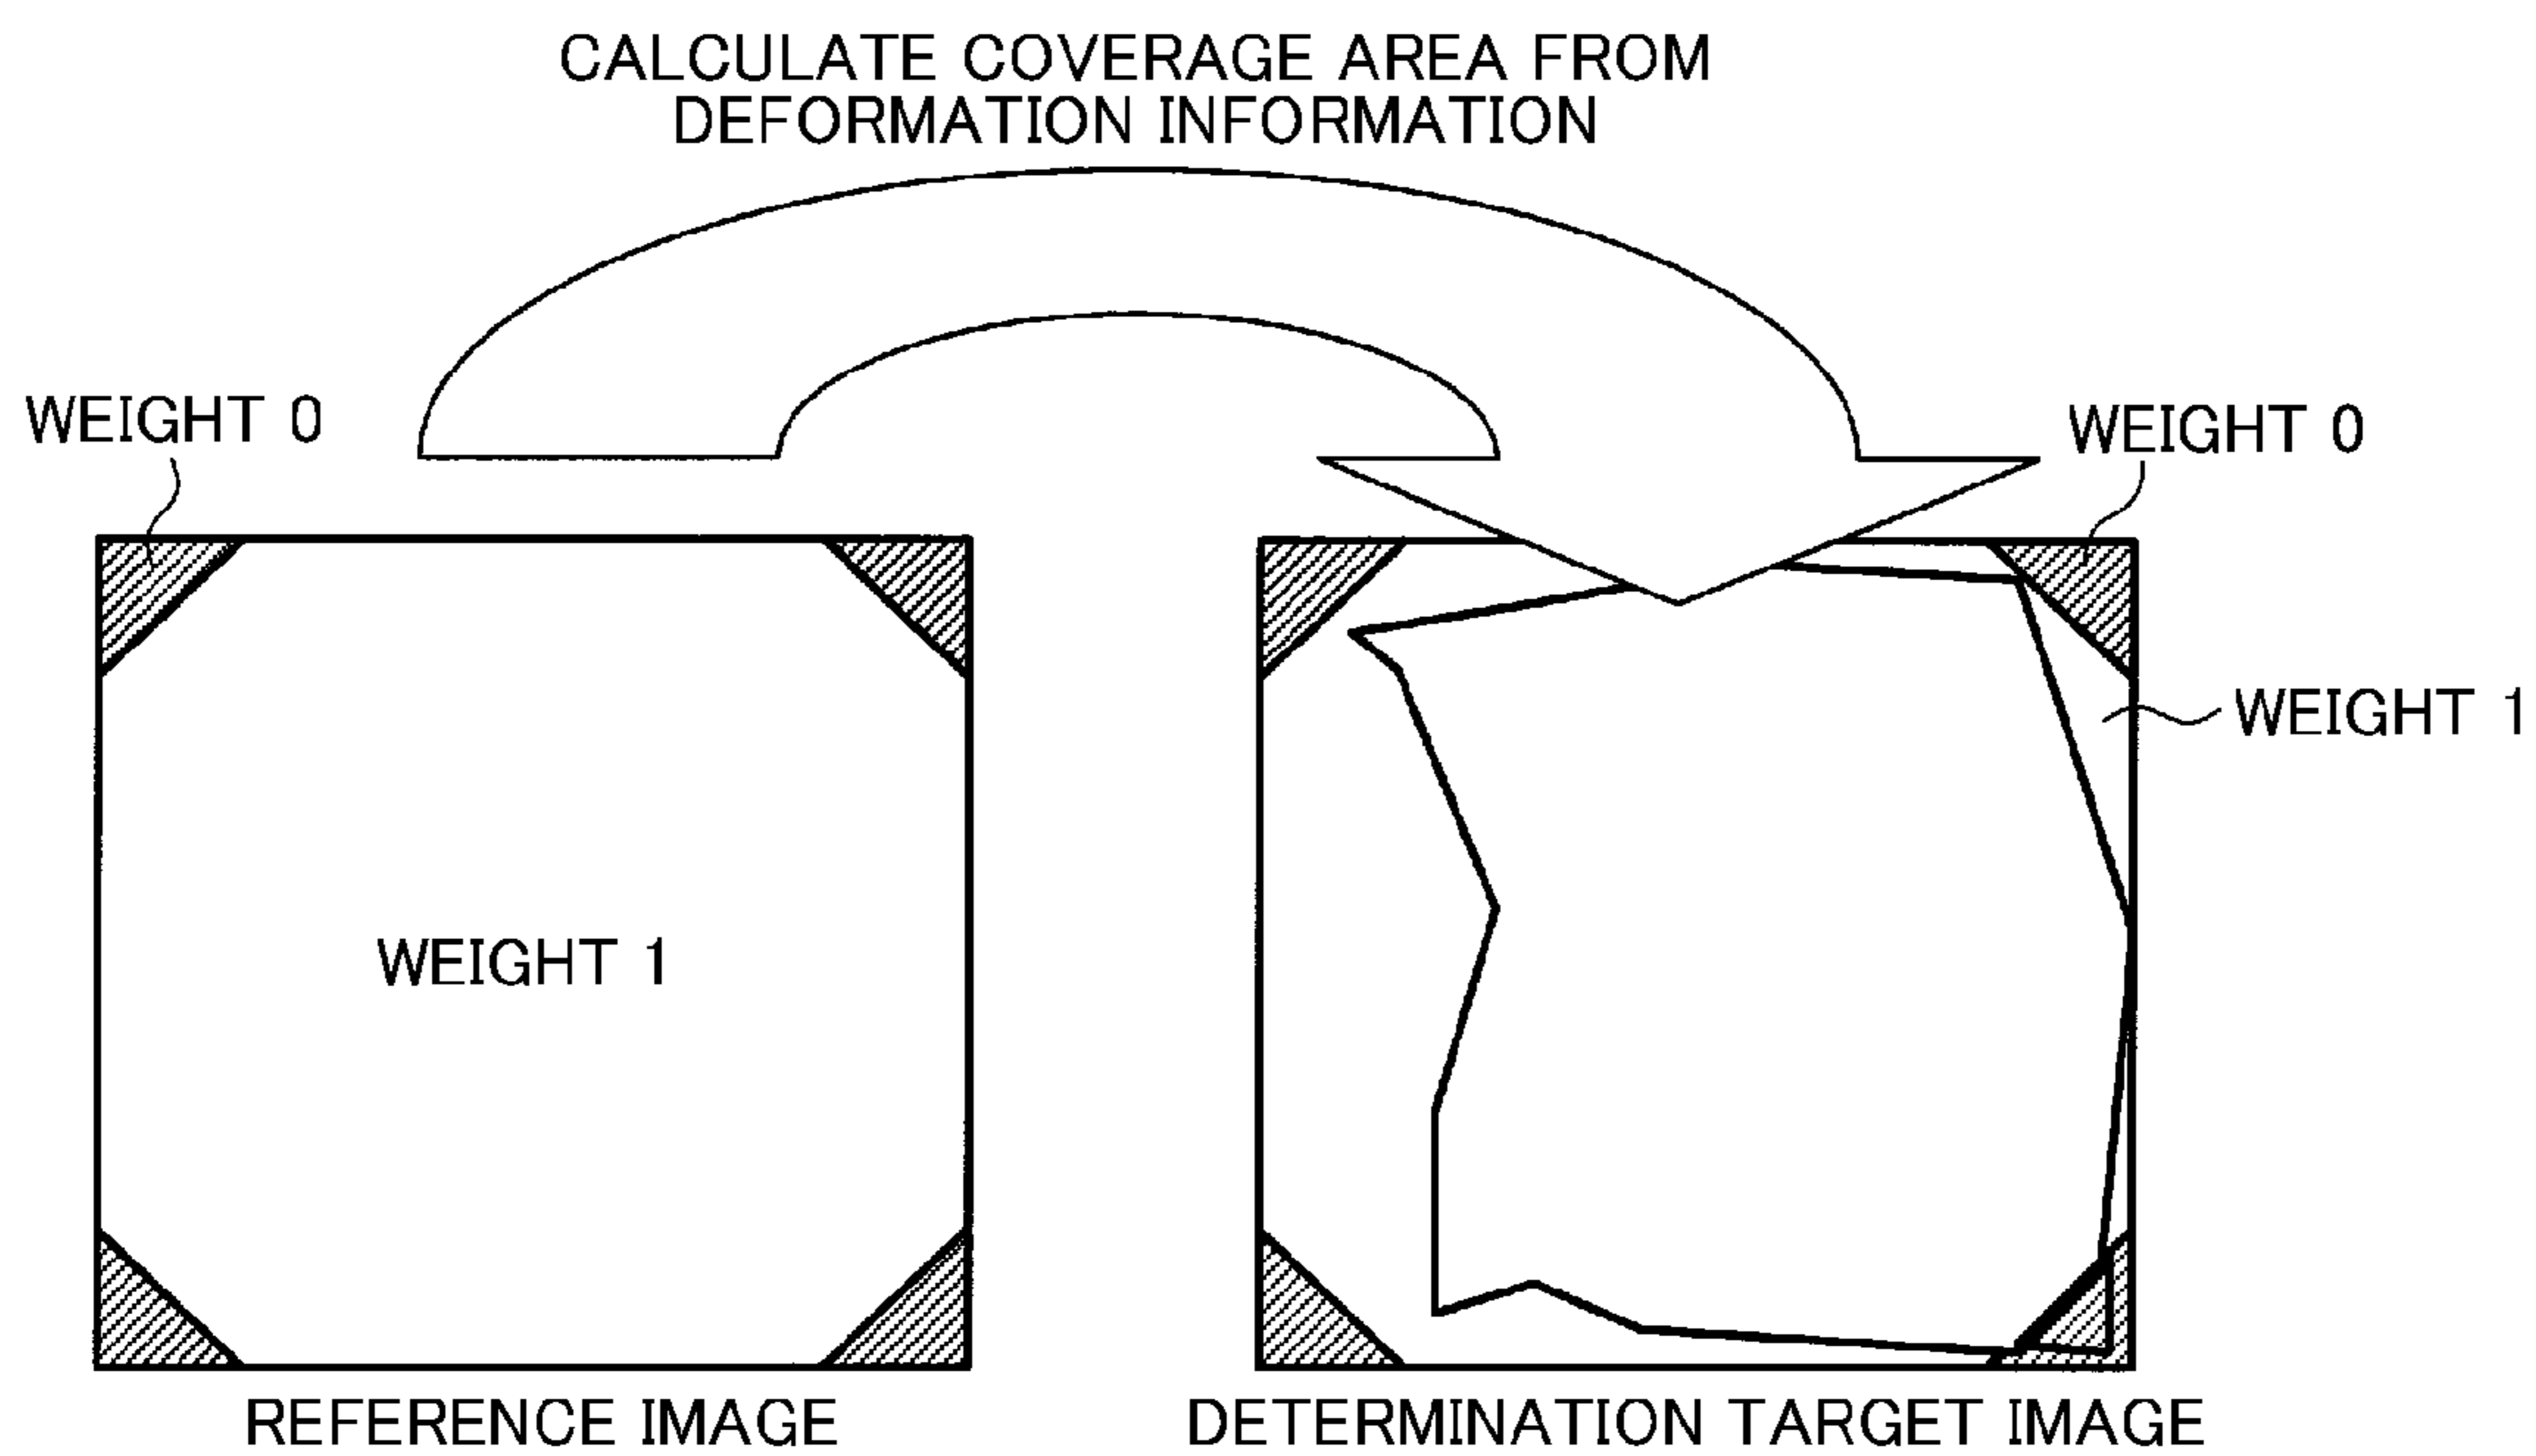 CALCULATE COVERAGE AREA FROM
DEFORMATION INFORMATION
WEIGHT 0
WEIGHT 0
WEIGHT 1
WEIGHT 1
REFERENCE IMAGE
DETERMINATION TARGET IMAGE